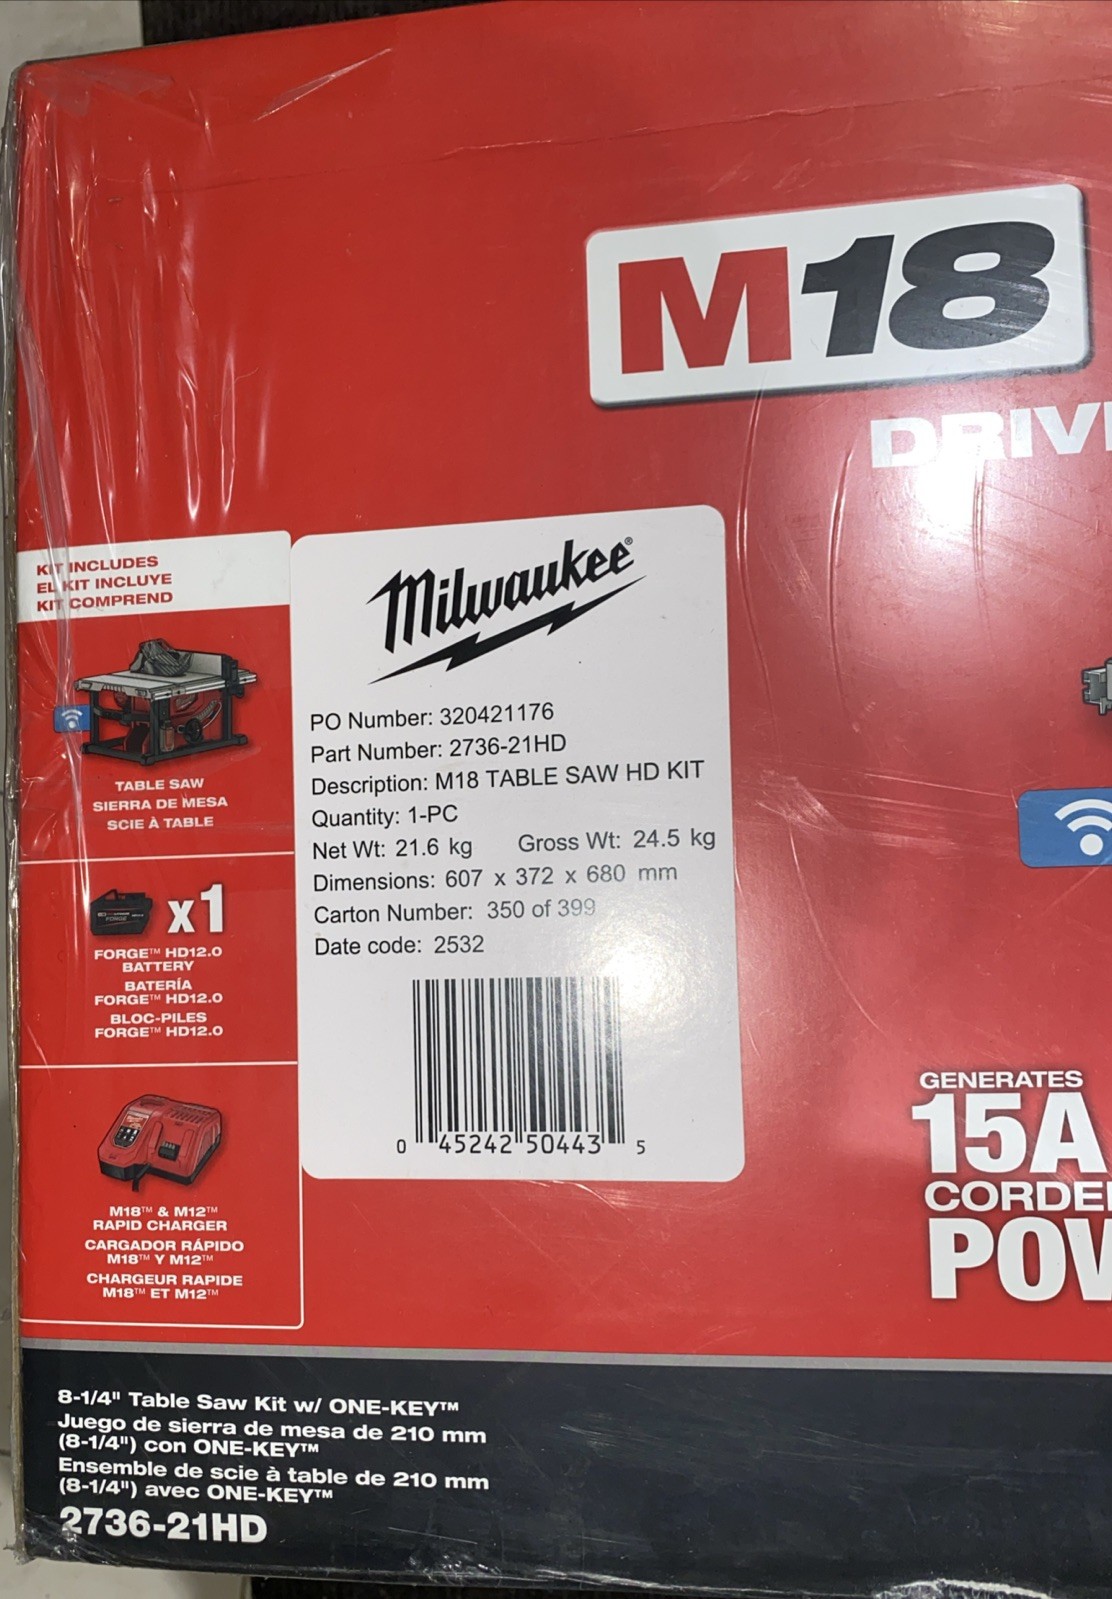 M18
DRIV
KIT INCLUDES
EL KIT INCLUYE
KIT COMPREND
TABLE SAW
SIERRA DE MESA
SCIE À TABLE
x1
FORGE™ HD12.0
BATTERY
BATERÍA
FORGE™ HD12.0
BLOC-PILES
FORGE™ HD12.0
M18™ & M12™
RAPID CHARGER
CARGADOR RÁPIDO
M18™ Y M12™
CHARGEUR RAPIDE
M18™ ET M12™
Milwaukee®
PO Number: 320421176
Part Number: 2736-21HD
Description: M18 TABLE SAW HD KIT
Quantity: 1-PC
Net Wt: 21.6 kg Gross Wt: 24.5 kg
Dimensions: 607 x 372 x 680 mm
Carton Number: 350 of 399
Date code: 2532
0 45242 50443 5
GENERATES
15A
CORDE
PO
8-1/4" Table Saw Kit w/ ONE-KEY™
Juego de sierra de mesa de 210 mm
(8-1/4") con ONE-KEY™
Ensemble de scie à table de 210 mm
(8-1/4") avec ONE-KEY™
2736-21HD